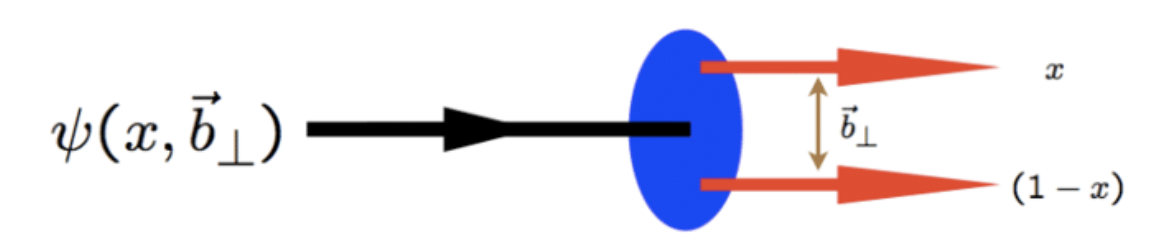 x
ψ(x, b⃗⊥)
b⃗⊥
(1 − x)